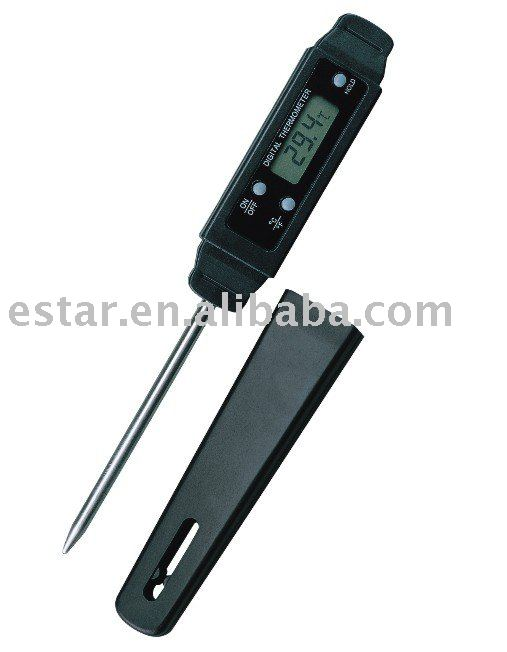 HOLD
DIGITAL THERMOMETER
29.4 °C
ON
OFF
°C
°F
estar.en.alibaba.com